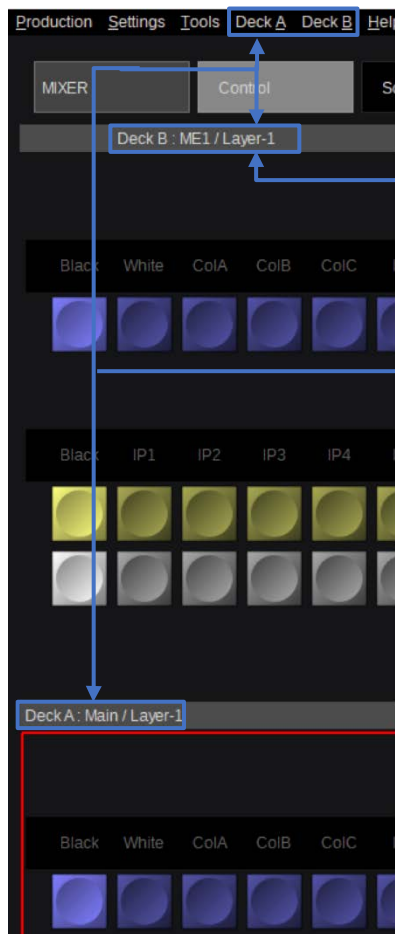 Production Settings Tools Deck A Deck B Help
MIXER Control
Deck B : ME1 / Layer-1
Black White ColA ColB ColC
Black IP1 IP2 IP3 IP4
Deck A : Main / Layer-1
Black White ColA ColB ColC